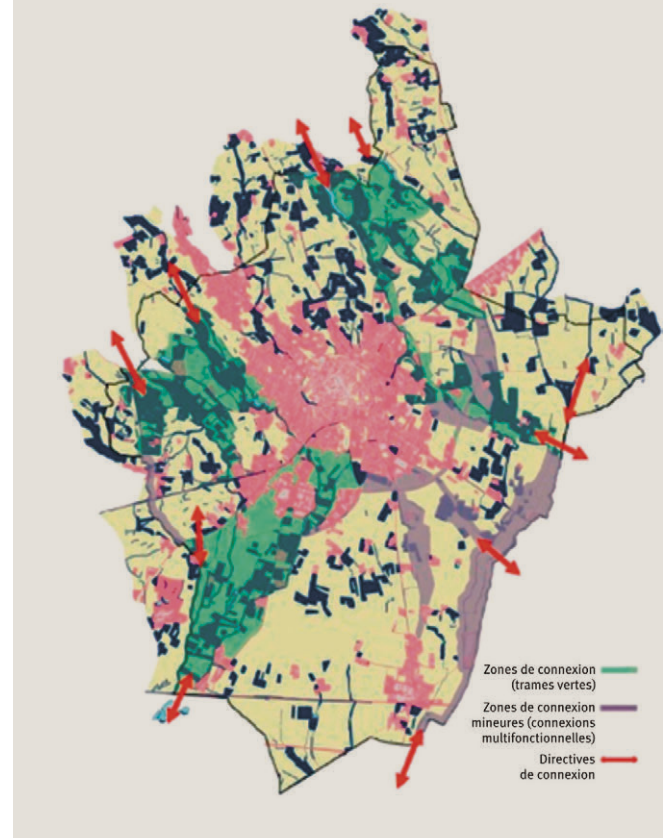 Zones de connexion
(trames vertes)
Zones de connexion
mineures (connexions
multifonctionnelles)
Directives
de connexion